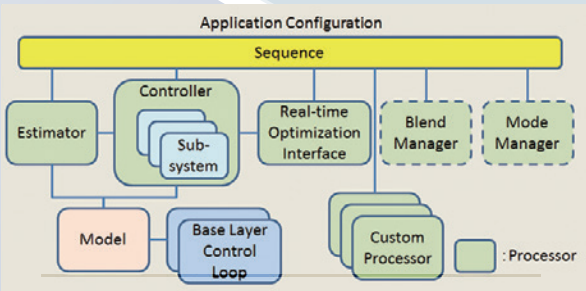 Application Configuration
Sequence
Estimator
Controller
Sub-
system
Real-time
Optimization
Interface
Blend
Manager
Mode
Manager
Model
Base Layer
Control
Loop
Custom
Processor
: Processor